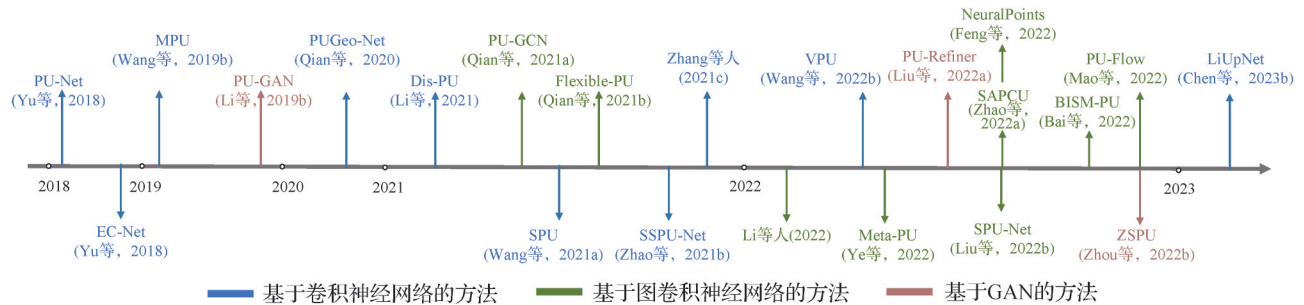 PU-Net
(Yu等，2018)
MPU
(Wang等，2019b)
PU-GAN
(Li等，2019b)
PUGeo-Net
(Qian等，2020)
Dis-PU
(Li等，2021)
PU-GCN
(Qian等，2021a)
Flexible-PU
(Qian等，2021b)
Zhang等人
(2021c)
VPU
(Wang等，2022b)
PU-Refiner
(Liu等，2022a)
NeuralPoints
(Feng等，2022)
SAPCU
(Zhao等，
2022a)
BISM-PU
(Bai等，2022)
PU-Flow
(Mao等，2022)
LiUpNet
(Chen等，2023b)
2018
2019
2020
2021
2022
2023
EC-Net
(Yu等，2018)
SPU
(Wang等，2021a)
SSPU-Net
(Zhao等，2021b)
Li等人(2022)
Meta-PU
(Ye等，2022)
SPU-Net
(Liu等，2022b)
ZSPU
(Zhou等，2022b)
基于卷积神经网络的方法
基于图卷积神经网络的方法
基于GAN的方法